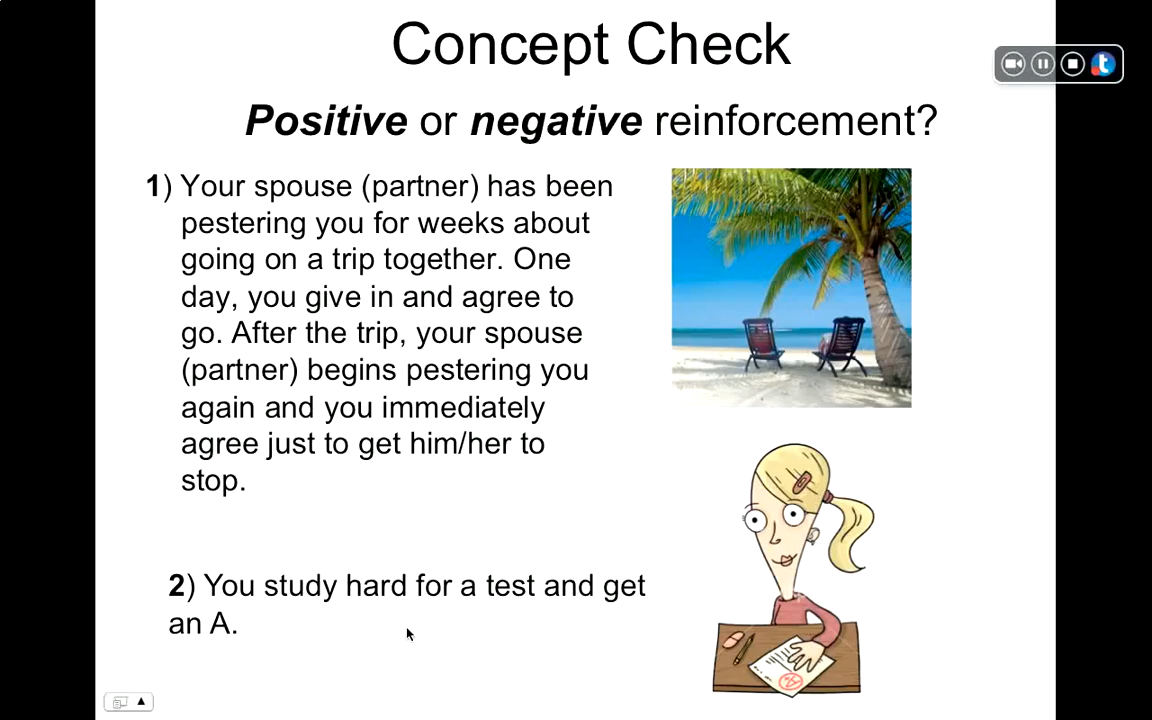 Concept Check
Positive or negative reinforcement?
1) Your spouse (partner) has been
pestering you for weeks about
going on a trip together. One
day, you give in and agree to
go. After the trip, your spouse
(partner) begins pestering you
again and you immediately
agree just to get him/her to
stop.
2) You study hard for a test and get
an A.
t